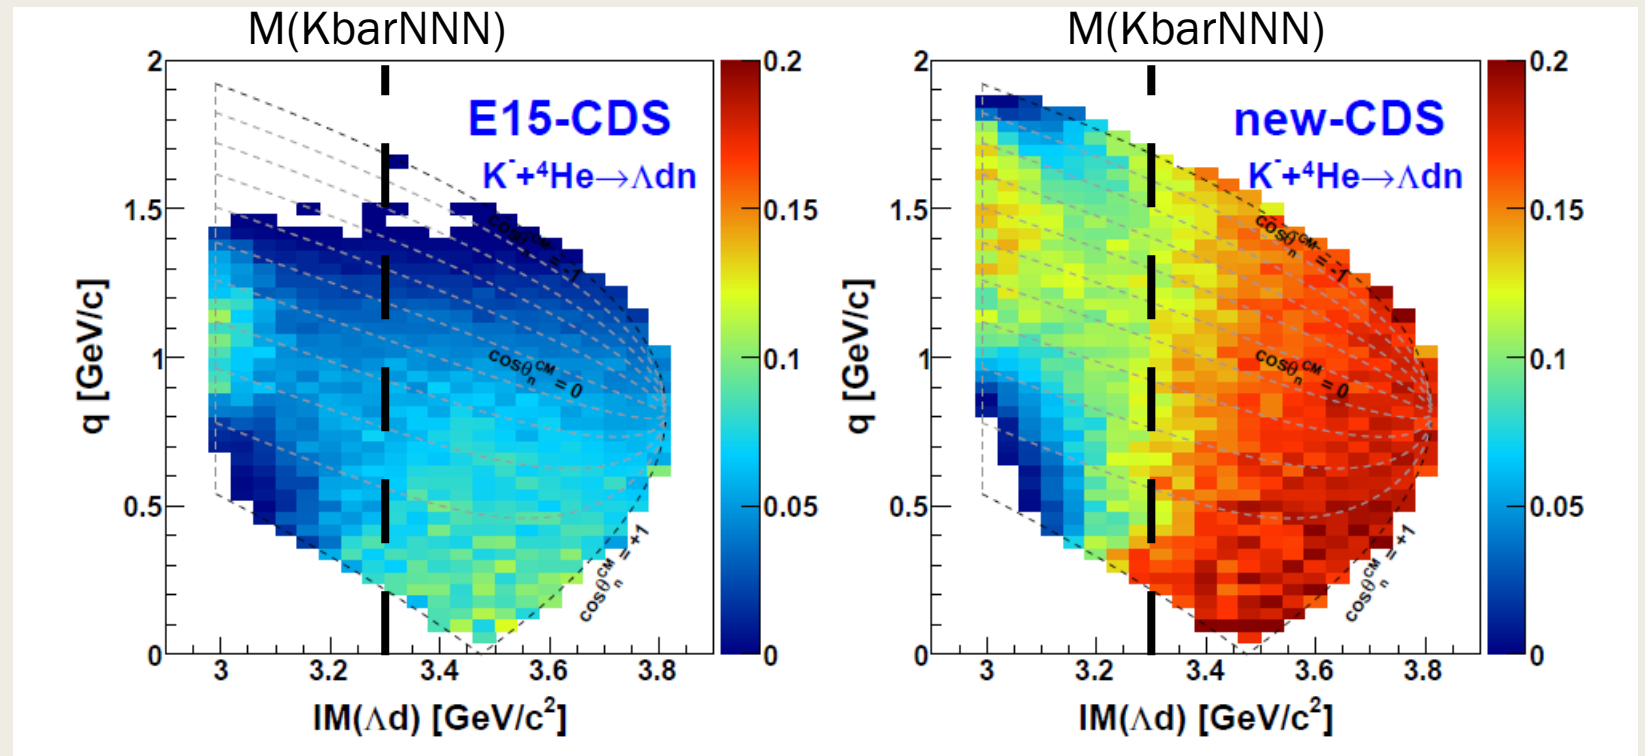 M(KbarNNN)
E15-CDS
K⁻+⁴He→Λdn
cosθₙᶜᴹ = -1
cosθₙᶜᴹ = 0
cosθₙᶜᴹ = +1
2
1.5
1
0.5
0
q [GeV/c]
3 3.2 3.4 3.6 3.8
IM(Λd) [GeV/c²]
0.2
0.15
0.1
0.05
0
M(KbarNNN)
new-CDS
K⁻+⁴He→Λdn
cosθₙᶜᴹ = -1
cosθₙᶜᴹ = 0
cosθₙᶜᴹ = +1
2
1.5
1
0.5
0
q [GeV/c]
3 3.2 3.4 3.6 3.8
IM(Λd) [GeV/c²]
0.2
0.15
0.1
0.05
0